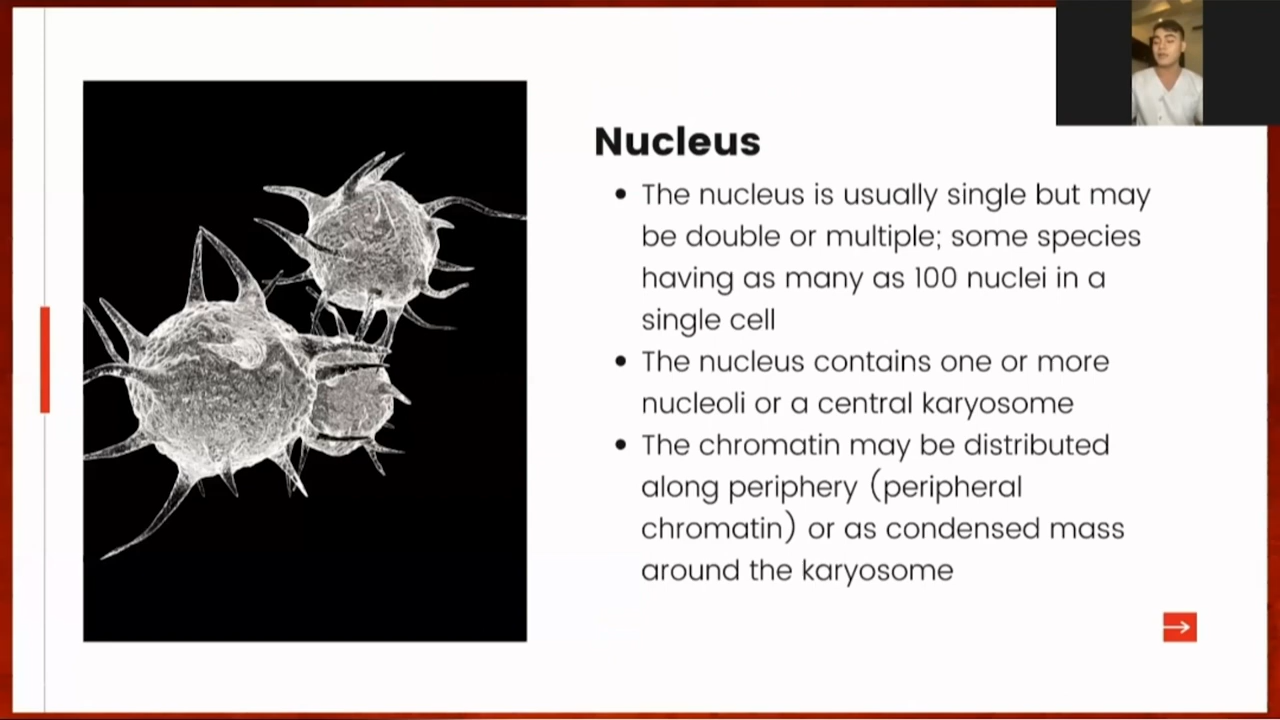 Nucleus
• The nucleus is usually single but may
be double or multiple; some species
having as many as 100 nuclei in a
single cell
• The nucleus contains one or more
nucleoli or a central karyosome
• The chromatin may be distributed
along periphery (peripheral
chromatin) or as condensed mass
around the karyosome